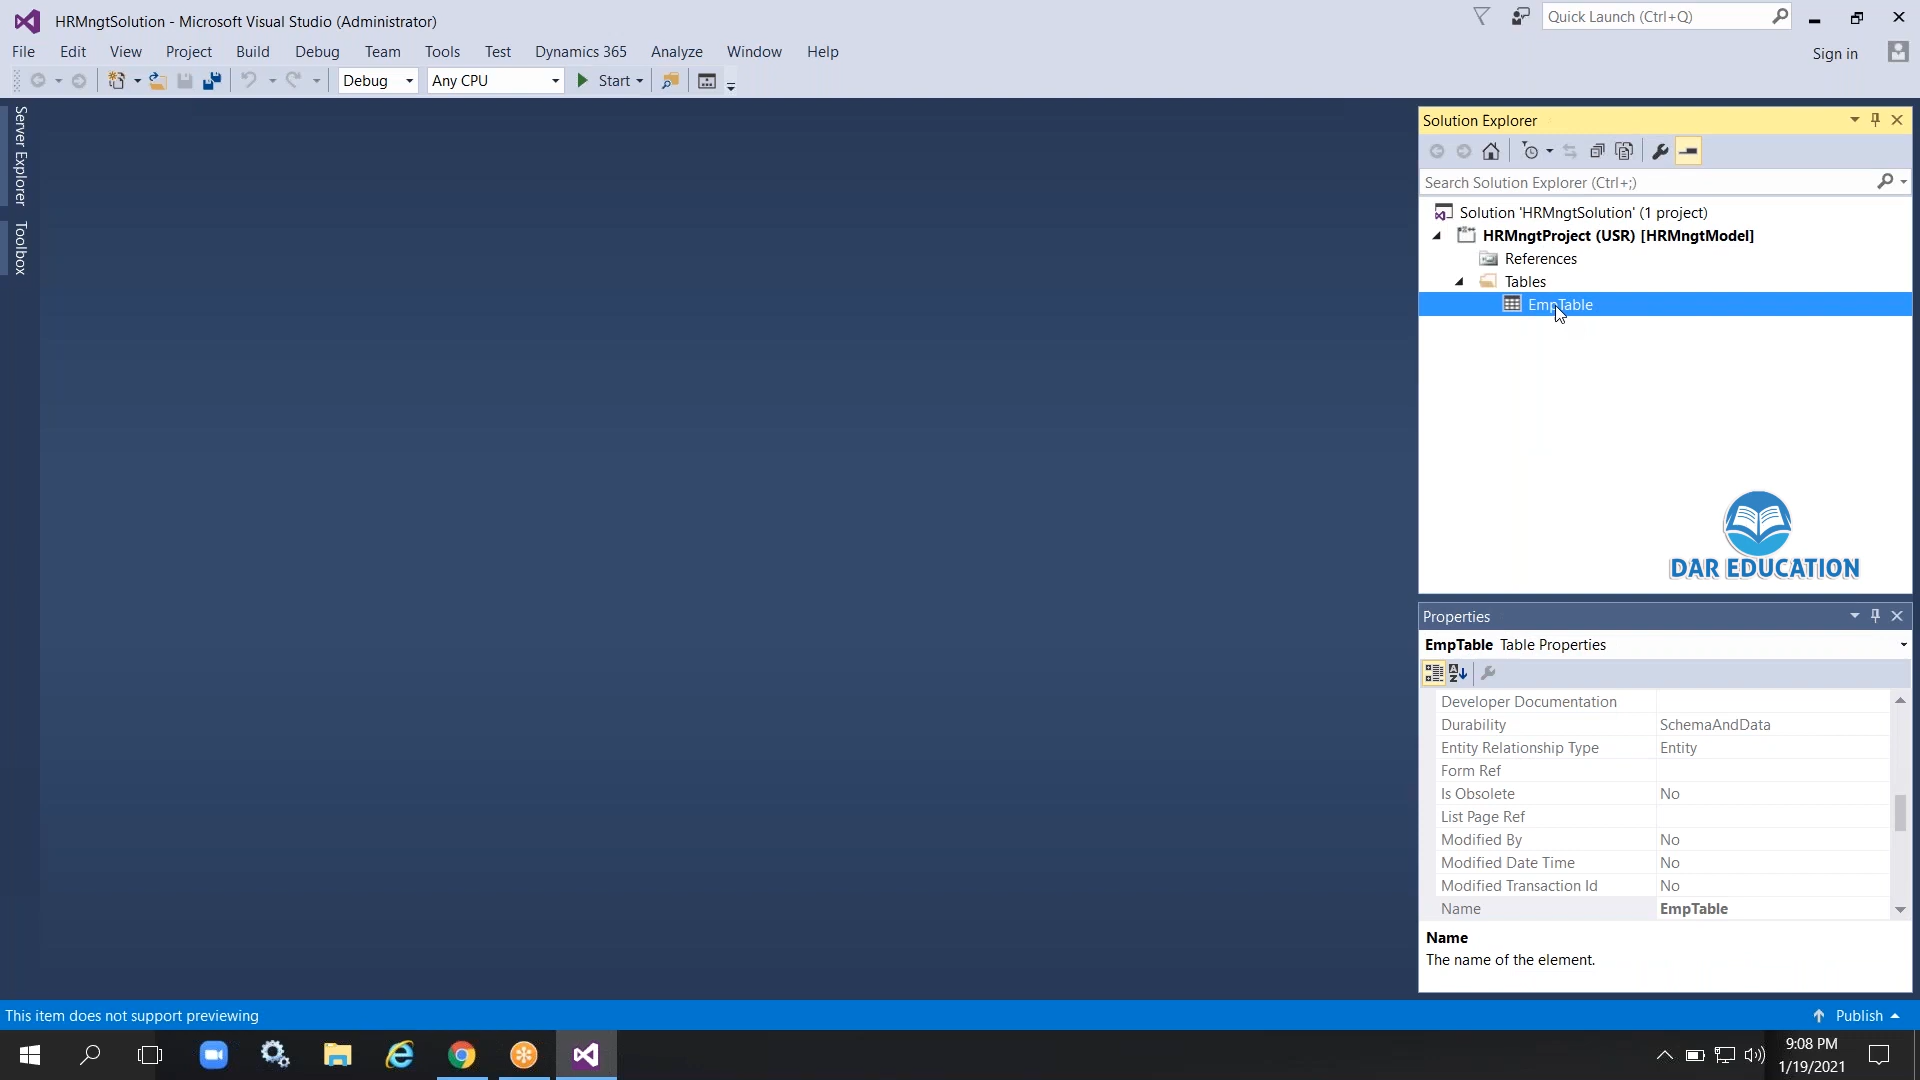 HRMngtSolution - Microsoft Visual Studio (Administrator)
Quick Launch (Ctrl+Q)
File Edit View Project Build Debug Team Tools Test Dynamics 365 Analyze Window Help
Sign in
Debug Any CPU Start
Server Explorer
Toolbox
Solution Explorer
Search Solution Explorer (Ctrl+;)
Solution 'HRMngtSolution' (1 project)
HRMngtProject (USR) [HRMngtModel]
References
Tables
EmpTable
DAR EDUCATION
Properties
EmpTable Table Properties
Developer Documentation
Durability SchemaAndData
Entity Relationship Type Entity
Form Ref
Is Obsolete No
List Page Ref
Modified By No
Modified Date Time No
Modified Transaction Id No
Name EmpTable
Name
The name of the element.
This item does not support previewing
Publish
9:08 PM
1/19/2021